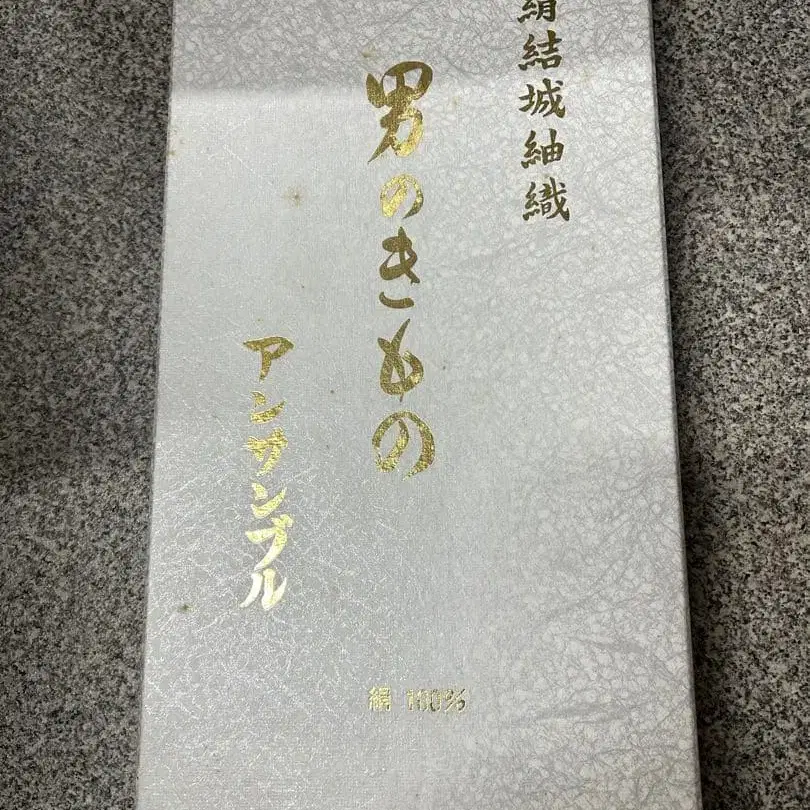 絹結城紬織
男のきもの
アンサンブル
絹 100%